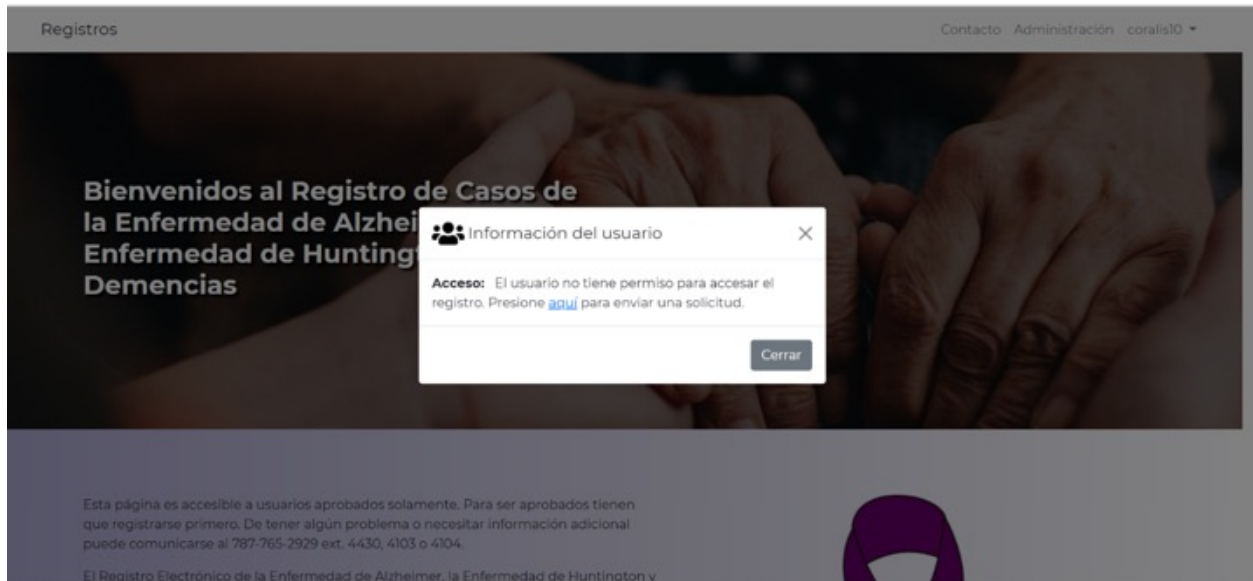 Registros
Contacto Administración coralis10
Bienvenidos al Registro de Casos de
la Enfermedad de Alzhei
Enfermedad de Hunting
Demencias
Información del usuario
Acceso: El usuario no tiene permiso para accesar el
registro. Presione aquí para enviar una solicitud.
Cerrar
Esta página es accesible a usuarios aprobados solamente. Para ser aprobados tienen
que registrarse primero. De tener algún problema o necesitar información adicional
puede comunicarse al 787-765-2929 ext. 4430, 4103 o 4104.
El Registro Electrónico de la Enfermedad de Alzheimer, la Enfermedad de Huntington y